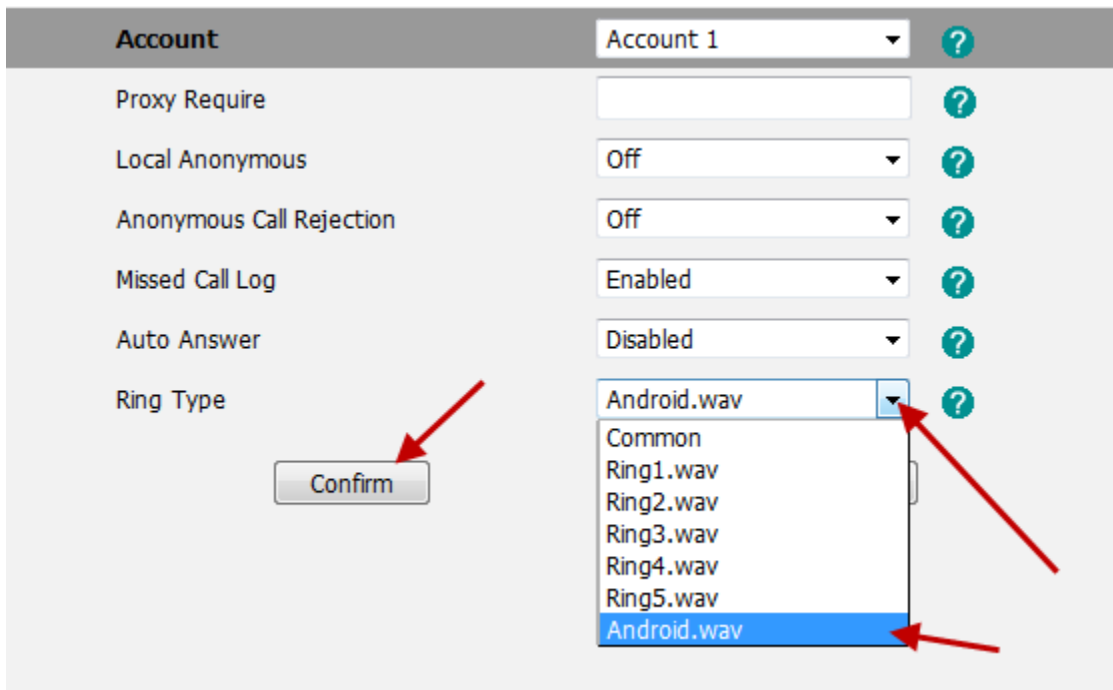 Account Account 1 ?
Proxy Require ?
Local Anonymous Off ?
Anonymous Call Rejection Off ?
Missed Call Log Enabled ?
Auto Answer Disabled ?
Ring Type Android.wav ?
Common
Ring1.wav
Confirm
Ring2.wav
Ring3.wav
Ring4.wav
Ring5.wav
Android.wav